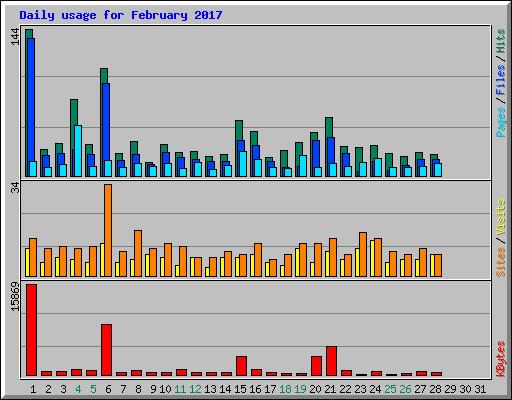 Daily usage for February 2017
144
Pages / Files / Hits
34
Sites / Visits
15869
KBytes
1 2 3 4 5 6 7 8 9 10 11 12 13 14 15 16 17 18 19 20 21 22 23 24 25 26 27 28 29 30 31